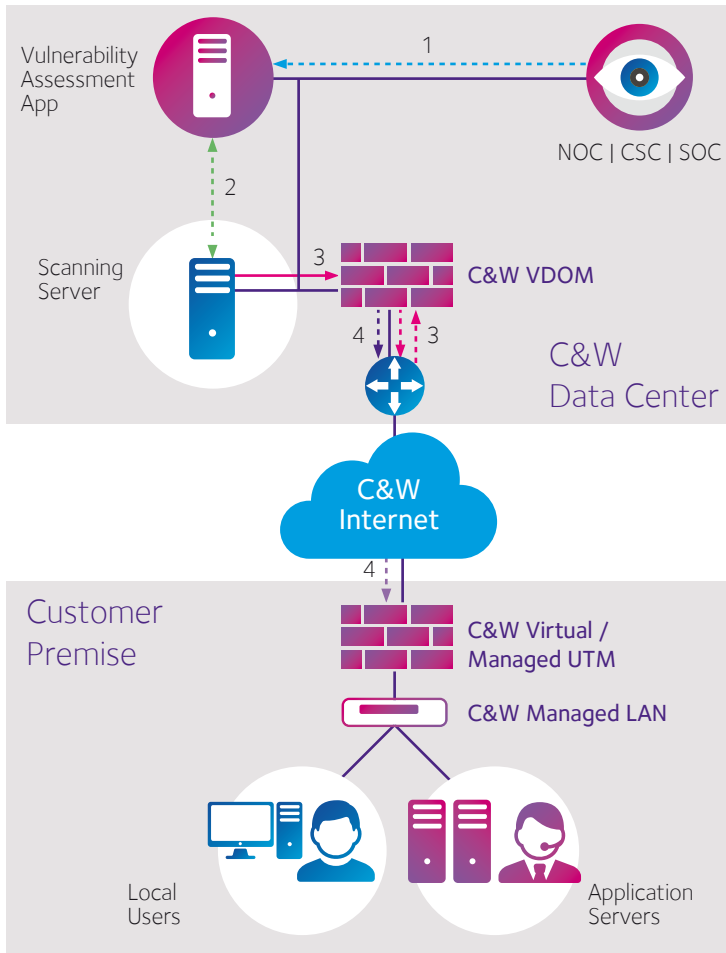 Vulnerability
Assessment
App
1
NOC | CSC | SOC
2
Scanning
Server
3
C&W VDOM
4
3
C&W
Data Center
C&W
Internet
4
Customer
Premise
C&W Virtual /
Managed UTM
C&W Managed LAN
Local
Users
Application
Servers